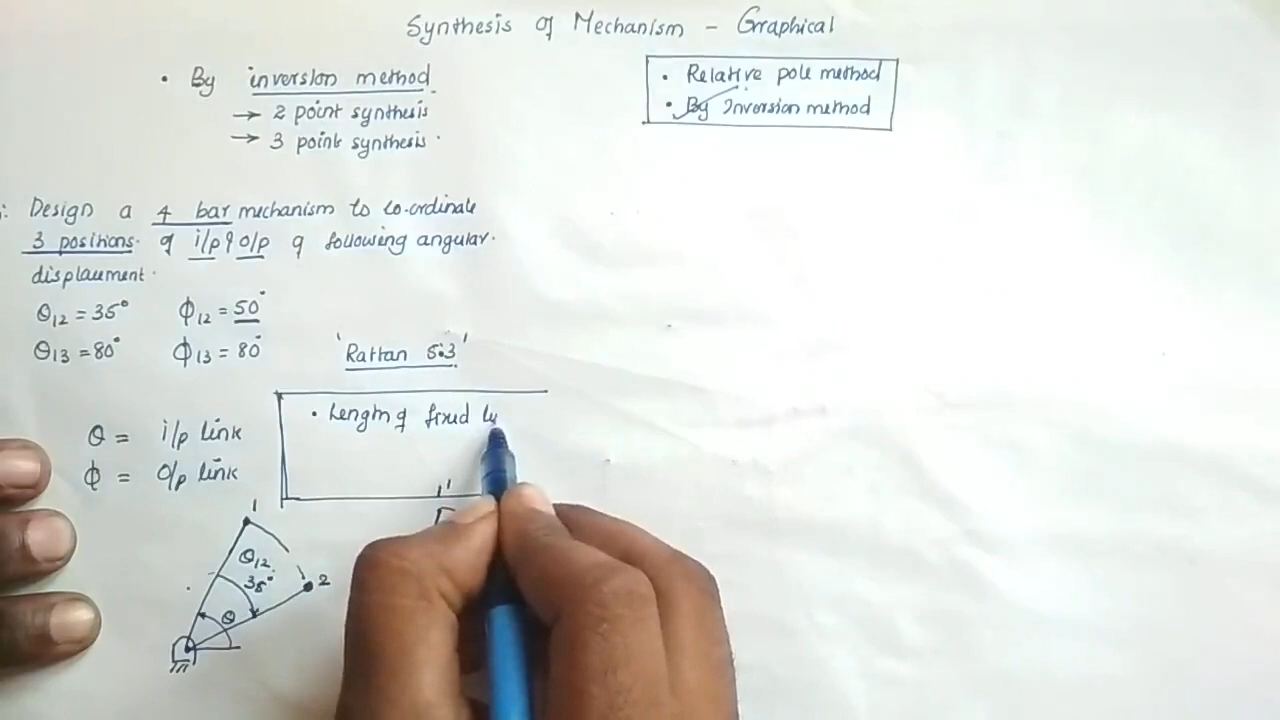 Synthesis of Mechanism - Graphical
• By inversion method.
→ 2 point synthesis
→ 3 point synthesis.
• Relative pole method
• By Inversion method
Design a 4 bar mechanism to co-ordinate
3 positions of i/p & o/p of following angular.
displacement.
θ12 = 35° ϕ12 = 50°
θ13 = 80° ϕ13 = 80°
'Rattan 5.3'
• Length of fixed
θ = i/p link
ϕ = o/p link
1
1'
θ12
35°
2
θ